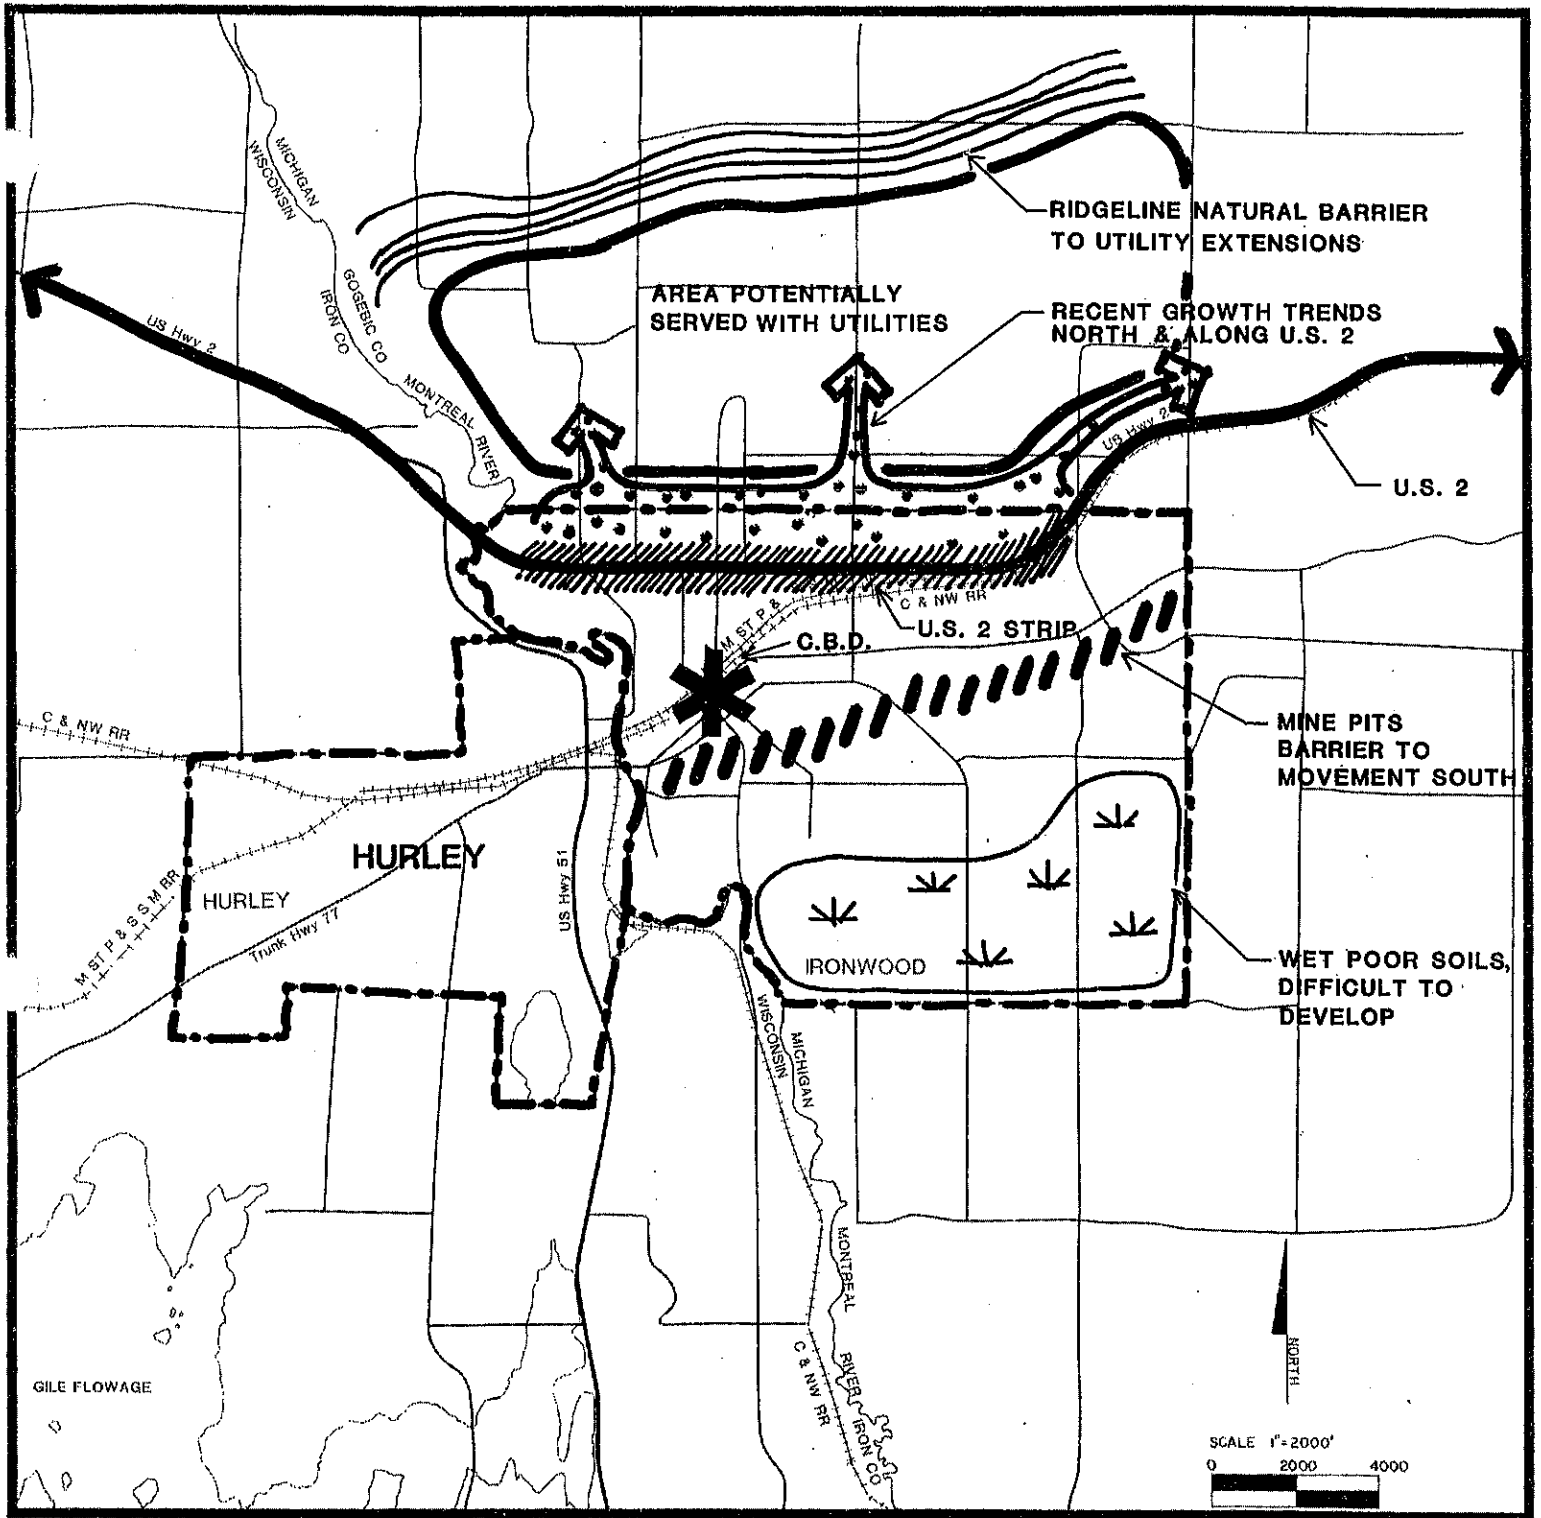 MICHIGAN
WISCONSIN
RIDGELINE NATURAL BARRIER
TO UTILITY EXTENSIONS
GOGEBIC CO
IRON CO
AREA POTENTIALLY
SERVED WITH UTILITIES
RECENT GROWTH TRENDS
NORTH & ALONG U.S. 2
US Hwy 2
MONTREAL RIVER
US Hwy 2
U.S. 2
C & NW RR
M ST P &
U.S. 2 STRIP
C.B.D.
C & NW RR
MINE PITS
BARRIER TO
MOVEMENT SOUTH
HURLEY
HURLEY
US Hwy 51
M ST P & S S M RR
Trunk Hwy 77
IRONWOOD
WET POOR SOILS,
DIFFICULT TO
DEVELOP
WISCONSIN
MICHIGAN
MONTREAL
RIVER
IRON CO
C & NW RR
NORTH
GILE FLOWAGE
SCALE 1"=2000'
0 2000 4000